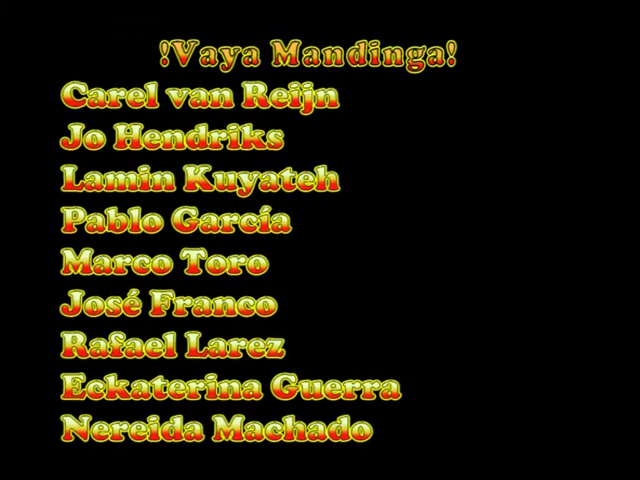 !Vaya Mandinga!
Carel van Reijn
Jo Hendriks
Lamin Kuyateh
Pablo García
Marco Toro
José Franco
Rafael Larez
Eckaterina Guerra
Nereida Machado